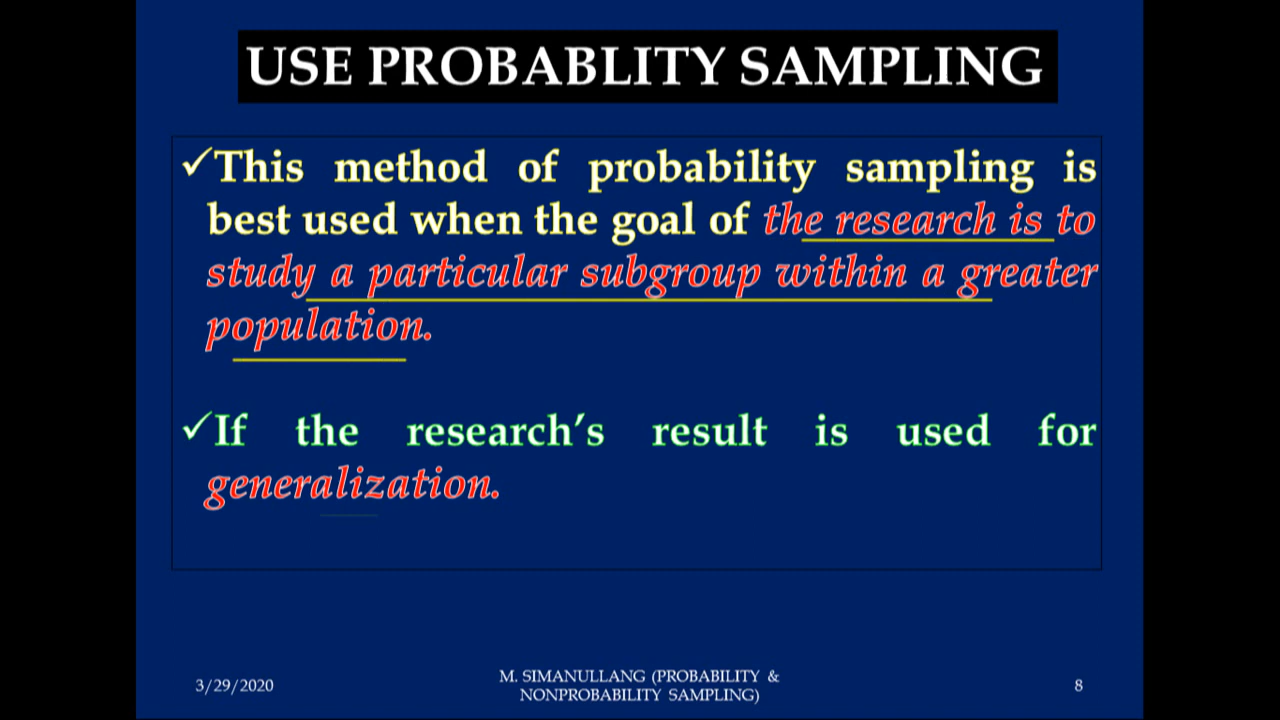 USE PROBABLITY SAMPLING
✓This method of probability sampling is
best used when the goal of the research is to
study a particular subgroup within a greater
population.
✓If the research’s result is used for
generalization.
3/29/2020
M. SIMANULLANG (PROBABILITY &
NONPROBABILITY SAMPLING)
8